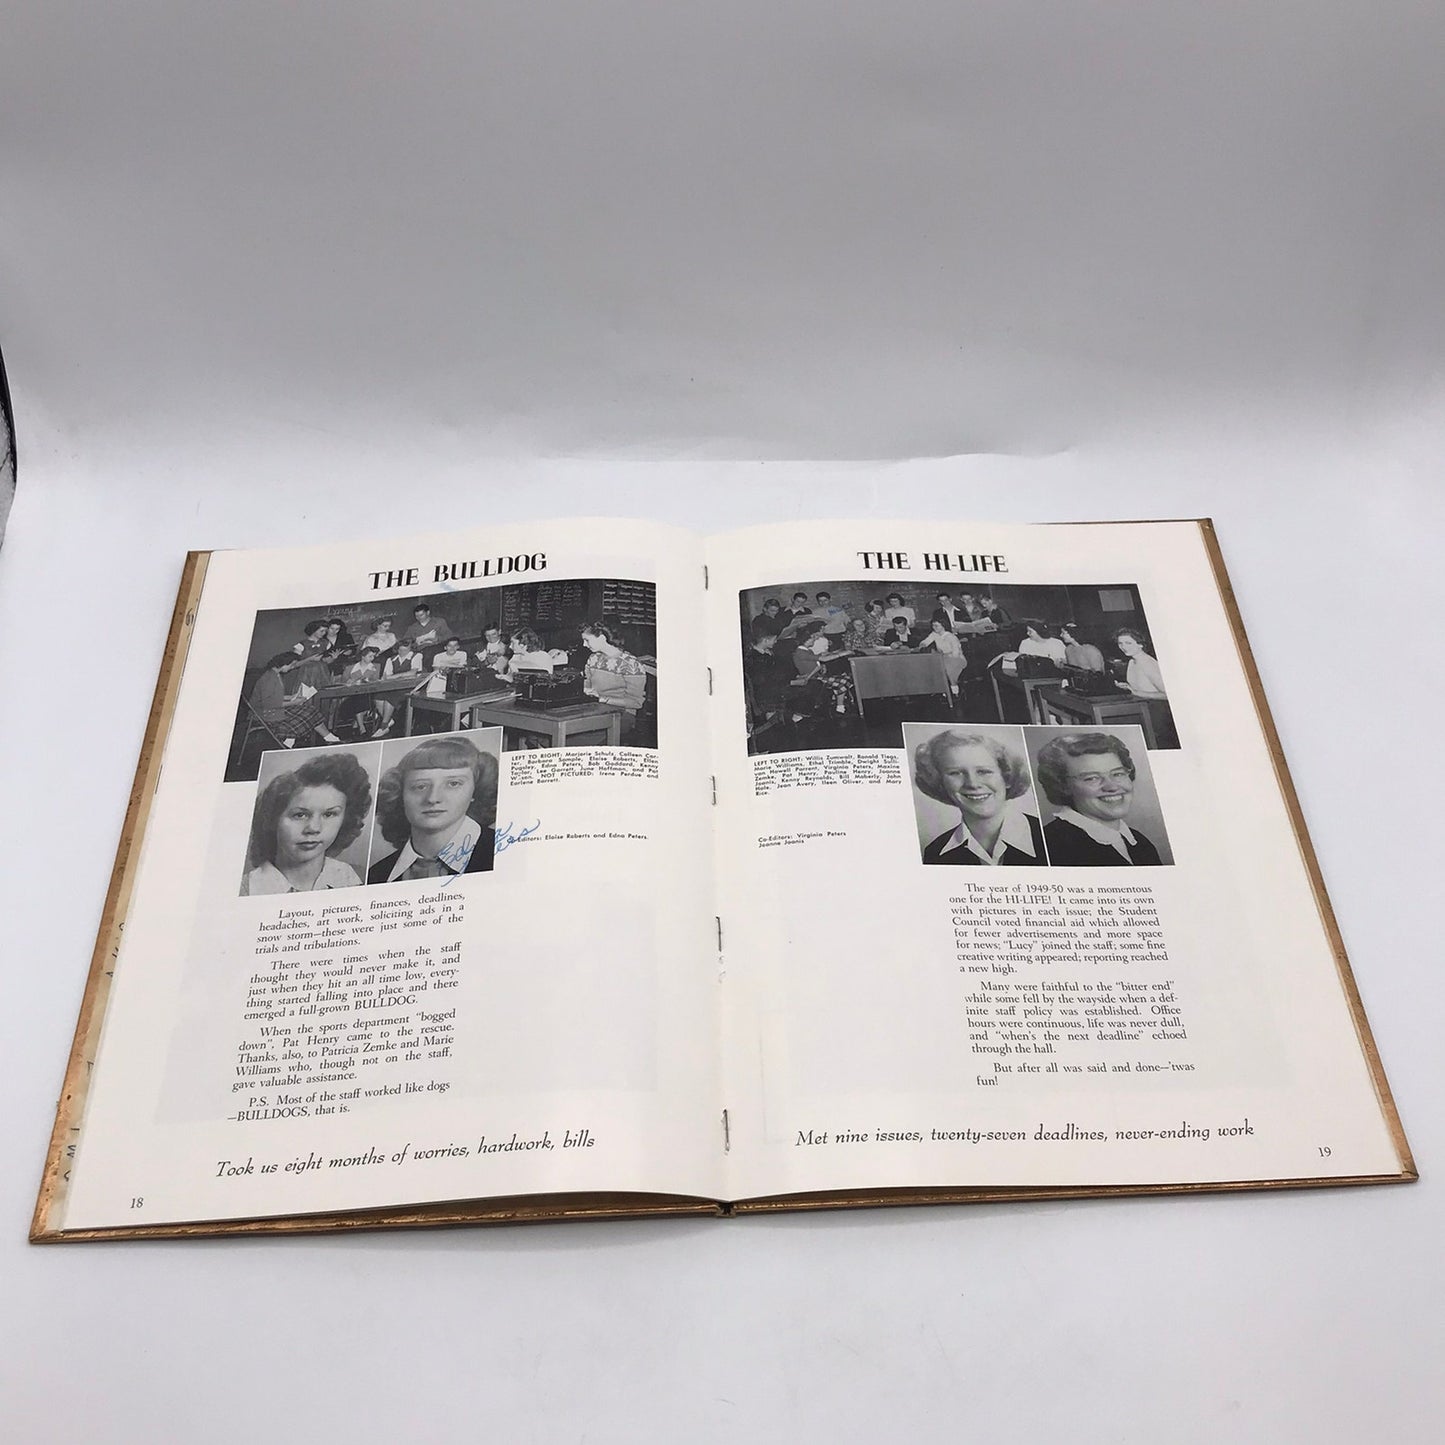 THE BULLDOG
LEFT TO RIGHT: Marjorie Schulz, Colleen Car-
ter, Barbara Sample, Eloise Roberts, Ellen
Pugsley, Edna Peters, Bob Goddard, Kenny
Taylor, Lee Garrett, June Hoffman, and Pat
NOT PICTURED: Irene Perdue and
Earlene Barrett.
Edna
Peters
Editors: Eloise Roberts and Edna Peters.
Layout, pictures, finances, deadlines,
headaches, art work, soliciting ads in a
snow storm—these were just some of the
trials and tribulations.
There were times when the staff
thought they would never make it, and
just when they hit an all time low, every-
thing started falling into place and there
emerged a full-grown BULLDOG.
When the sports department "bogged
down". Pat Henry came to the rescue.
Thanks, also, to Patricia Zemke and Marie
Williams who, though not on the staff,
gave valuable assistance.
P.S. Most of the staff worked like dogs
—BULLDOGS, that is.
Took us eight months of worries, hardwork, bills
18
THE HI-LIFE
LEFT TO RIGHT: Willis Zumwalt, Ronald Tiegs,
Marie Williams, Ethel Trimble, Dwight Sulli-
van Howell Parrent, Virginia Peters, Maxine
Zemke, Pat Henry, Pauline Henry, Joanne
Joanis, Kenny Reynolds, Bill Moberly, John
Hole, Jean Avery, Ileen Oliver, and Mary
Rice.
Co-Editors: Virginia Peters
Joanne Joanis
The year of 1949-50 was a momentous
one for the HI-LIFE! It came into its own
with pictures in each issue; the Student
Council voted financial aid which allowed
for fewer advertisements and more space
for news; "Lucy" joined the staff; some fine
creative writing appeared; reporting reached
a new high.
Many were faithful to the "bitter end"
while some fell by the wayside when a def-
inite staff policy was established. Office
hours were continuous, life was never dull,
and "when's the next deadline" echoed
through the hall.
But after all was said and done—'twas
fun!
Met nine issues, twenty-seven deadlines, never-ending work
19